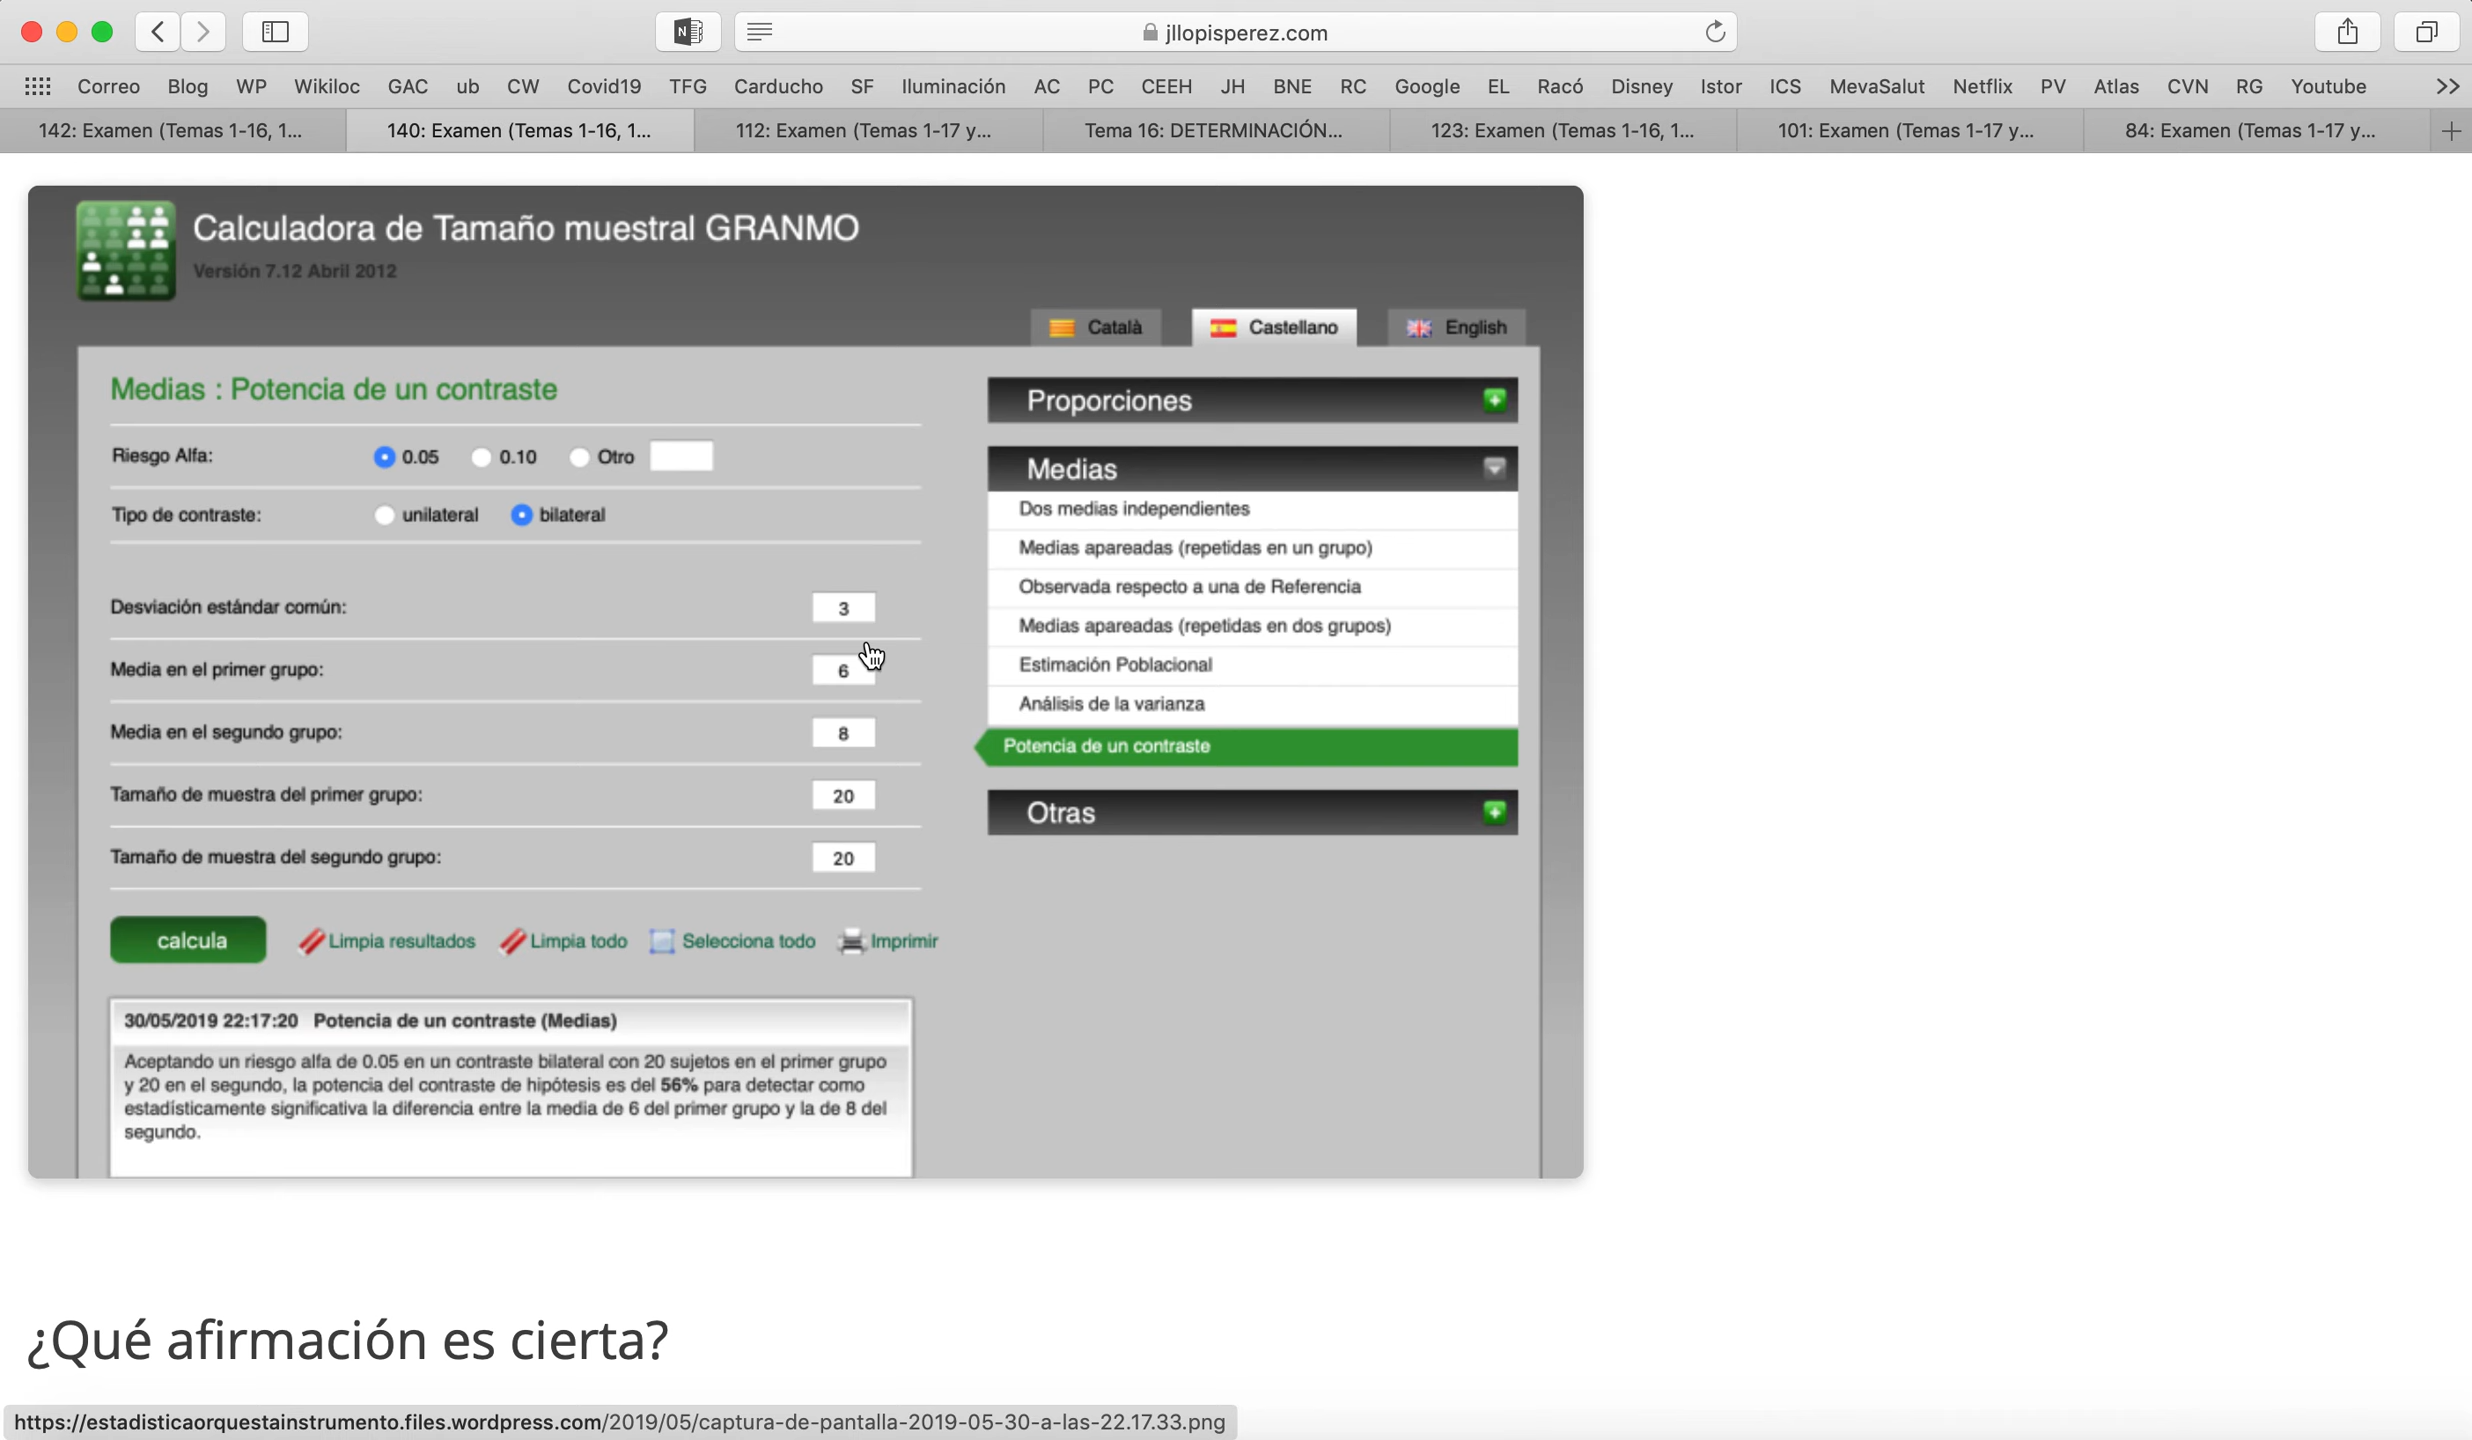 jllopisperez.com
Correo Blog WP Wikiloc GAC ub CW Covid19 TFG Carducho SF Iluminación AC PC CEEH JH BNE RC Google EL Racó Disney Istor ICS MevaSalut Netflix PV Atlas CVN RG Youtube
142: Examen (Temas 1-16, 1... 140: Examen (Temas 1-16, 1... 112: Examen (Temas 1-17 y... Tema 16: DETERMINACIÓN... 123: Examen (Temas 1-16, 1... 101: Examen (Temas 1-17 y... 84: Examen (Temas 1-17 y...
Calculadora de Tamaño muestral GRANMO
Versión 7.12 Abril 2012
Català Castellano English
Medias : Potencia de un contraste
Riesgo Alfa: 0.05 0.10 Otro
Tipo de contraste: unilateral bilateral
Desviación estándar común: 3
Media en el primer grupo: 6
Media en el segundo grupo: 8
Tamaño de muestra del primer grupo: 20
Tamaño de muestra del segundo grupo: 20
calcula Limpia resultados Limpia todo Selecciona todo Imprimir
30/05/2019 22:17:20 Potencia de un contraste (Medias)
Aceptando un riesgo alfa de 0.05 en un contraste bilateral con 20 sujetos en el primer grupo
y 20 en el segundo, la potencia del contraste de hipótesis es del 56% para detectar como
estadísticamente significativa la diferencia entre la media de 6 del primer grupo y la de 8 del
segundo.
Proporciones
Medias
Dos medias independientes
Medias apareadas (repetidas en un grupo)
Observada respecto a una de Referencia
Medias apareadas (repetidas en dos grupos)
Estimación Poblacional
Análisis de la varianza
Potencia de un contraste
Otras
¿Qué afirmación es cierta?
https://estadisticaorquestainstrumento.files.wordpress.com/2019/05/captura-de-pantalla-2019-05-30-a-las-22.17.33.png